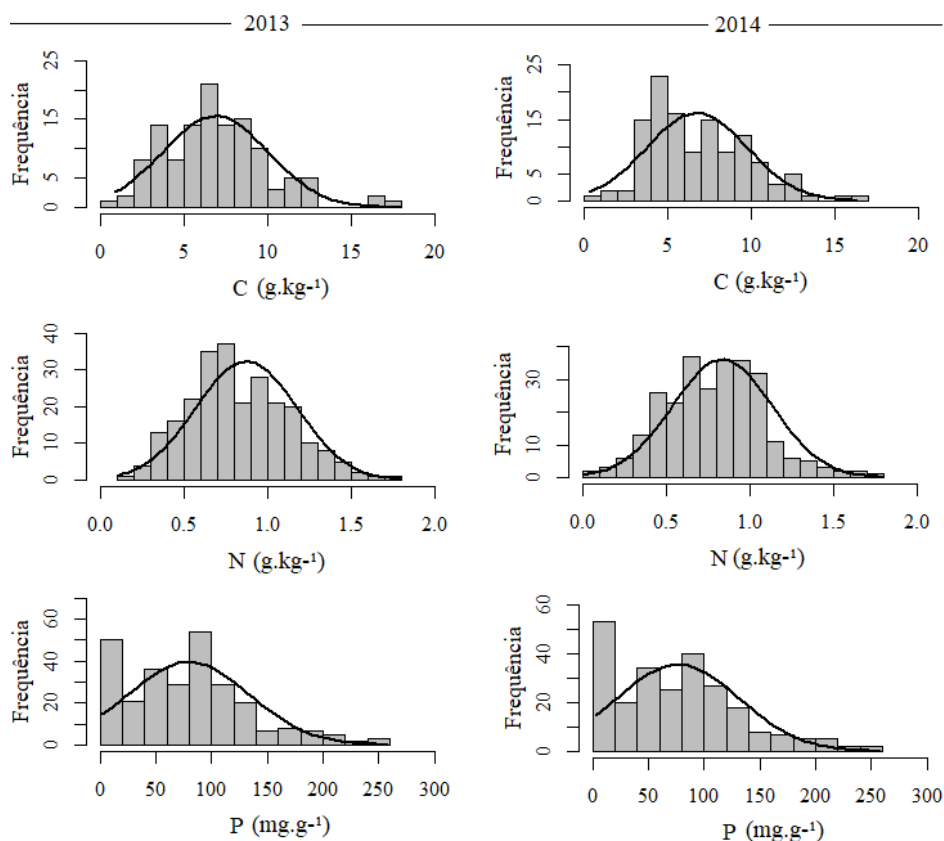 2013 2014
Frequência
5 15 25
0 5 10 15 20
C (g.kg-¹)
Frequência
0 5 15 25
0 5 10 15 20
C (g.kg-¹)
Frequência
0 10 20 30 40
0.0 0.5 1.0 1.5 2.0
N (g.kg-¹)
Frequência
0 10 30
0.0 0.5 1.0 1.5 2.0
N (g.kg-¹)
Frequência
0 20 40 60
0 50 100 150 200 250 300
P (mg.g-¹)
Frequência
0 20 40 60
0 50 100 150 200 250 300
P (mg.g-¹)